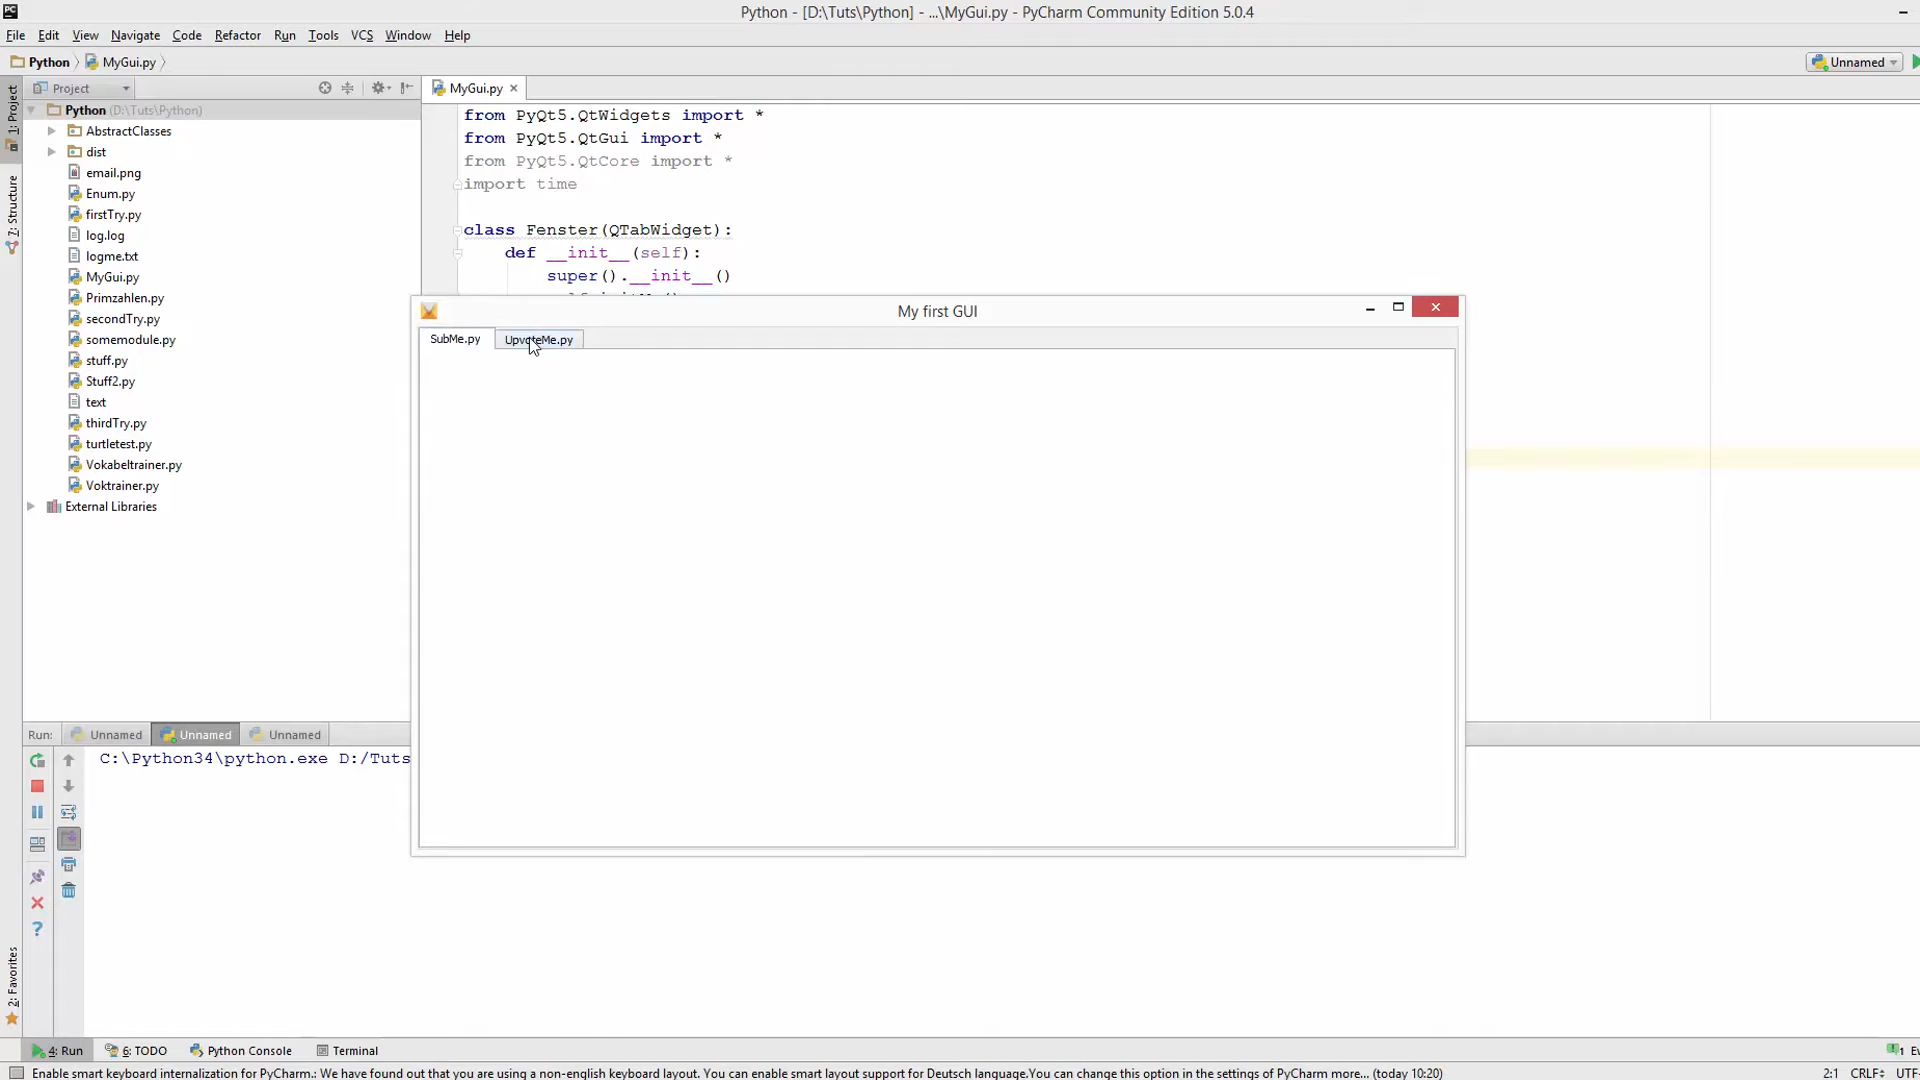 Python - [D:\Tuts\Python] - ...\MyGui.py - PyCharm Community Edition 5.0.4
File Edit View Navigate Code Refactor Run Tools VCS Window Help
Python MyGui.py Unnamed
Project MyGui.py
1: Project
7: Structure
2: Favorites
Python (D:\Tuts\Python)
AbstractClasses
dist
email.png
Enum.py
firstTry.py
log.log
logme.txt
MyGui.py
Primzahlen.py
secondTry.py
somemodule.py
stuff.py
Stuff2.py
text
thirdTry.py
turtletest.py
Vokabeltrainer.py
Voktrainer.py
External Libraries
from PyQt5.QtWidgets import *
from PyQt5.QtGui import *
from PyQt5.QtCore import *
import time
class Fenster(QTabWidget):
def __init__(self):
super().__init__()
My first GUI
SubMe.py UpvoteMe.py
Run: Unnamed Unnamed Unnamed
C:\Python34\python.exe D:/Tuts
4: Run 6: TODO Python Console Terminal
Enable smart keyboard internalization for PyCharm.: We have found out that you are using a non-english keyboard layout. You can enable smart layout support for Deutsch language.You can change this option in the settings of PyCharm more... (today 10:20) 2:1 CRLF UTF-